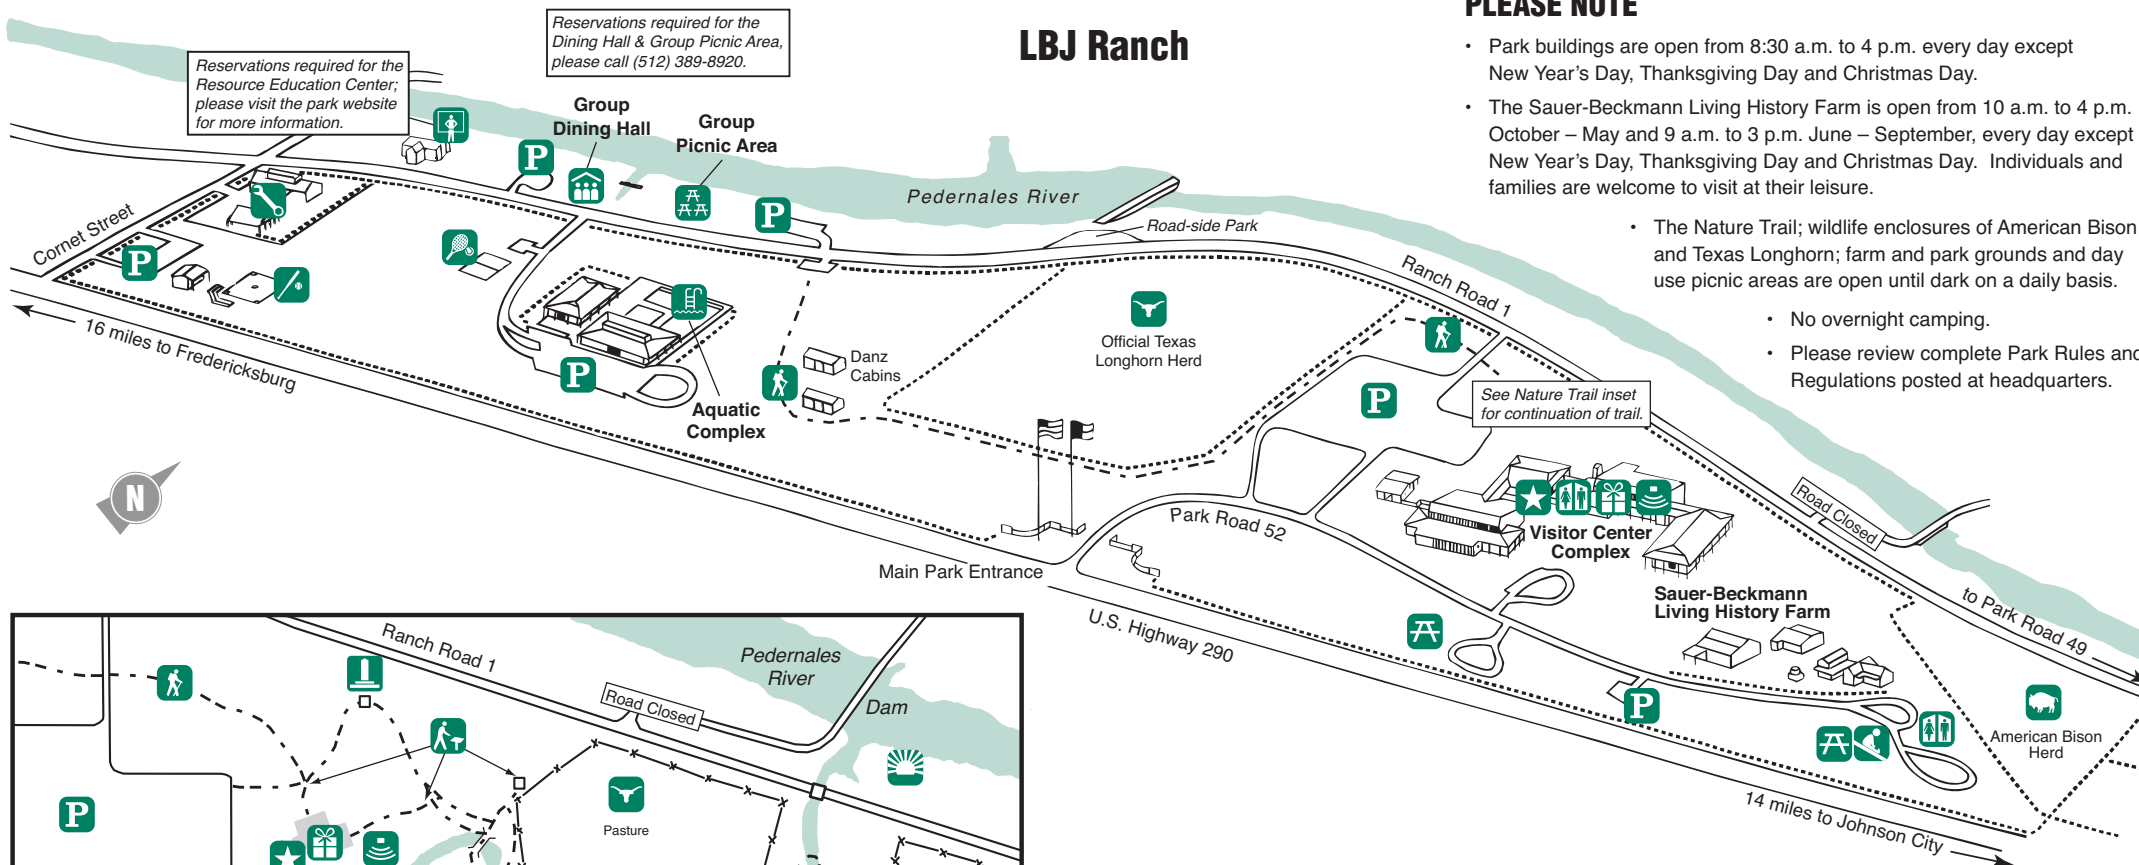 LBJ Ranch
PLEASE NOTE
• Park buildings are open from 8:30 a.m. to 4 p.m. every day except
New Year's Day, Thanksgiving Day and Christmas Day.
• The Sauer-Beckmann Living History Farm is open from 10 a.m. to 4 p.m.
October – May and 9 a.m. to 3 p.m. June – September, every day except
New Year's Day, Thanksgiving Day and Christmas Day. Individuals and
families are welcome to visit at their leisure.
• The Nature Trail; wildlife enclosures of American Bison
and Texas Longhorn; farm and park grounds and day
use picnic areas are open until dark on a daily basis.
• No overnight camping.
• Please review complete Park Rules and
Regulations posted at headquarters.
Reservations required for the
Dining Hall & Group Picnic Area,
please call (512) 389-8920.
Reservations required for the
Resource Education Center;
please visit the park website
for more information.
Group
Dining Hall
Group
Picnic Area
P
P
P
P
P
P
Pedernales River
Road-side Park
Ranch Road 1
Cornet Street
16 miles to Fredericksburg
Official Texas
Longhorn Herd
Danz
Cabins
Aquatic
Complex
See Nature Trail inset
for continuation of trail.
N
Park Road 52
Main Park Entrance
U.S. Highway 290
Visitor Center
Complex
Road Closed
Sauer-Beckmann
Living History Farm
to Park Road 49
American Bison
Herd
14 miles to Johnson City
Ranch Road 1
Pedernales
River
Road Closed
Dam
P
Pasture